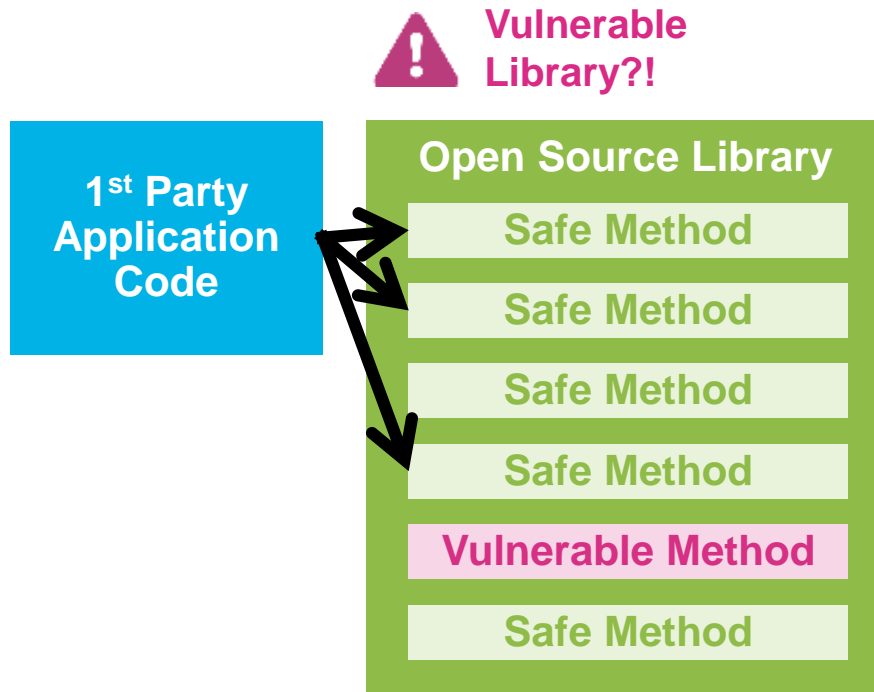 Vulnerable
Library?!
1st Party
Application
Code
Open Source Library
Safe Method
Safe Method
Safe Method
Safe Method
Vulnerable Method
Safe Method